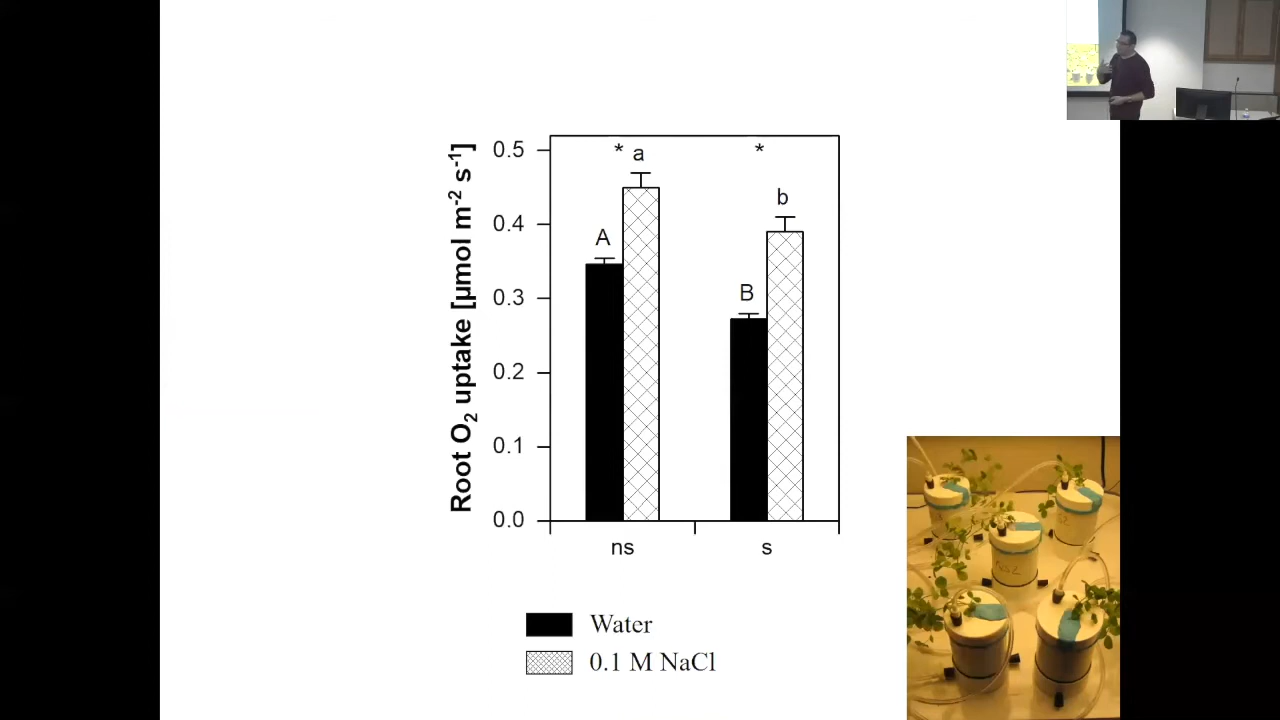 Root O2 uptake [µmol m-2 s-1]
0.5
0.4
0.3
0.2
0.1
0.0
* a
A
*
b
B
ns
s
Water
0.1 M NaCl